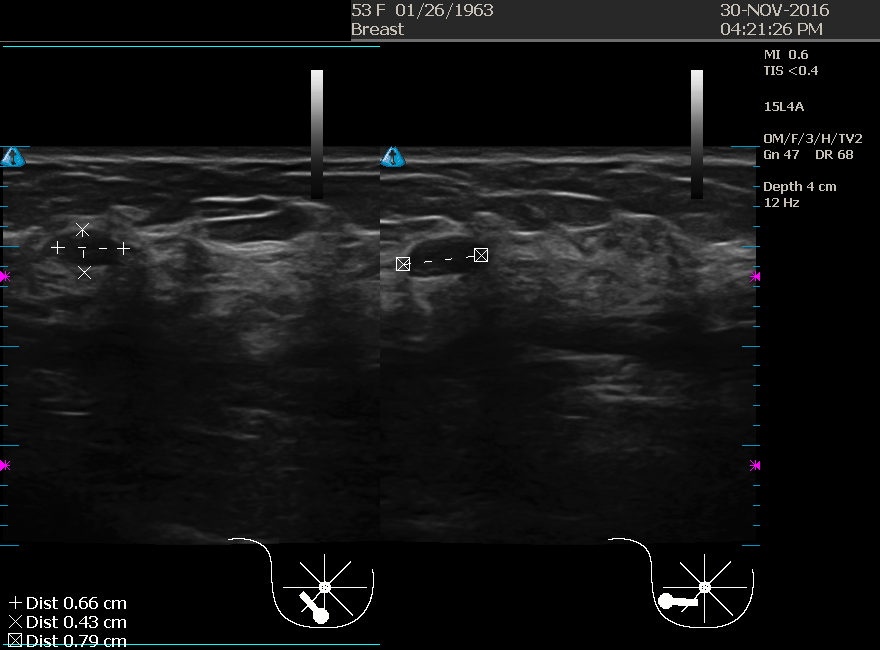 53 F 01/26/1963
30-NOV-2016
Breast
04:21:26 PM
MI 0.6
TIS <0.4
15L4A
OM/F/3/H/TV2
Gn 47 DR 68
Depth 4 cm
12 Hz
Dist 0.66 cm
Dist 0.43 cm
Dist 0.79 cm